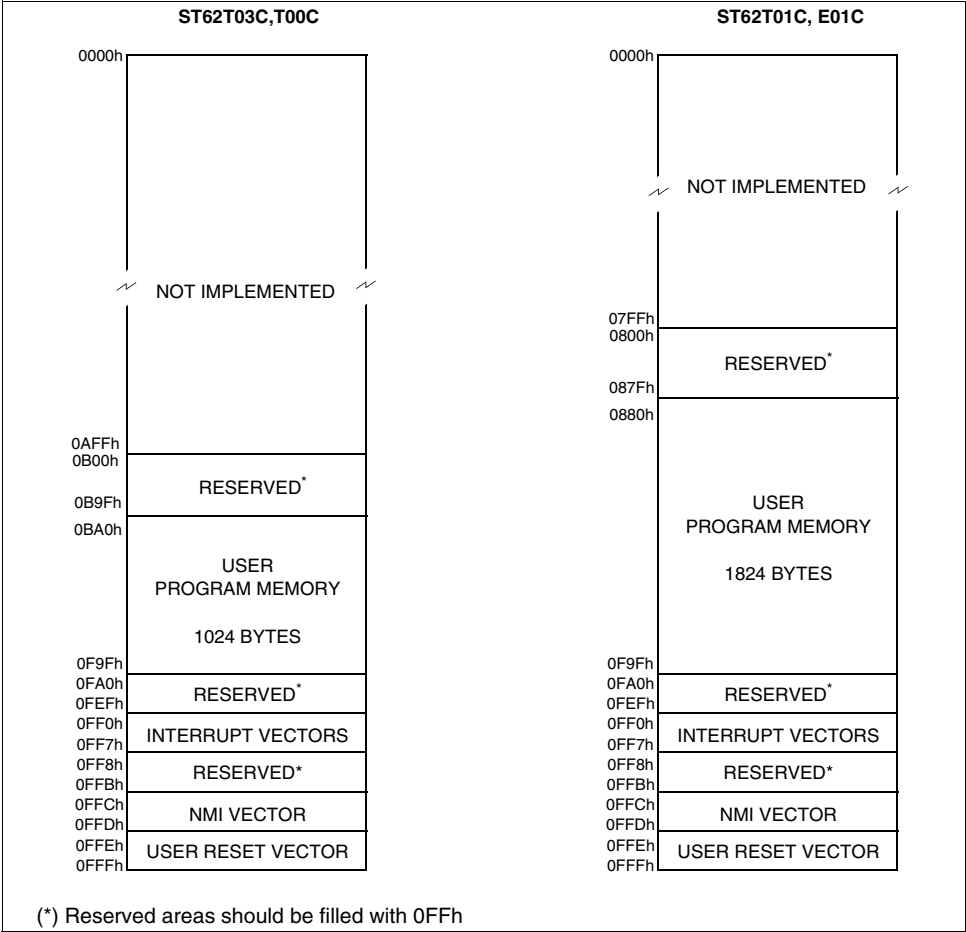 ST62T03C,T00C
0000h
NOT IMPLEMENTED
0AFFh
0B00h
RESERVED*
0B9Fh
0BA0h
USER
PROGRAM MEMORY
1024 BYTES
0F9Fh
0FA0h
RESERVED*
0FEFh
0FF0h
INTERRUPT VECTORS
0FF7h
0FF8h
RESERVED*
0FFBh
0FFCh
NMI VECTOR
0FFDh
0FFEh
USER RESET VECTOR
0FFFh
ST62T01C, E01C
0000h
NOT IMPLEMENTED
07FFh
0800h
RESERVED*
087Fh
0880h
USER
PROGRAM MEMORY
1824 BYTES
0F9Fh
0FA0h
RESERVED*
0FEFh
0FF0h
INTERRUPT VECTORS
0FF7h
0FF8h
RESERVED*
0FFBh
0FFCh
NMI VECTOR
0FFDh
0FFEh
USER RESET VECTOR
0FFFh
(*) Reserved areas should be filled with 0FFh